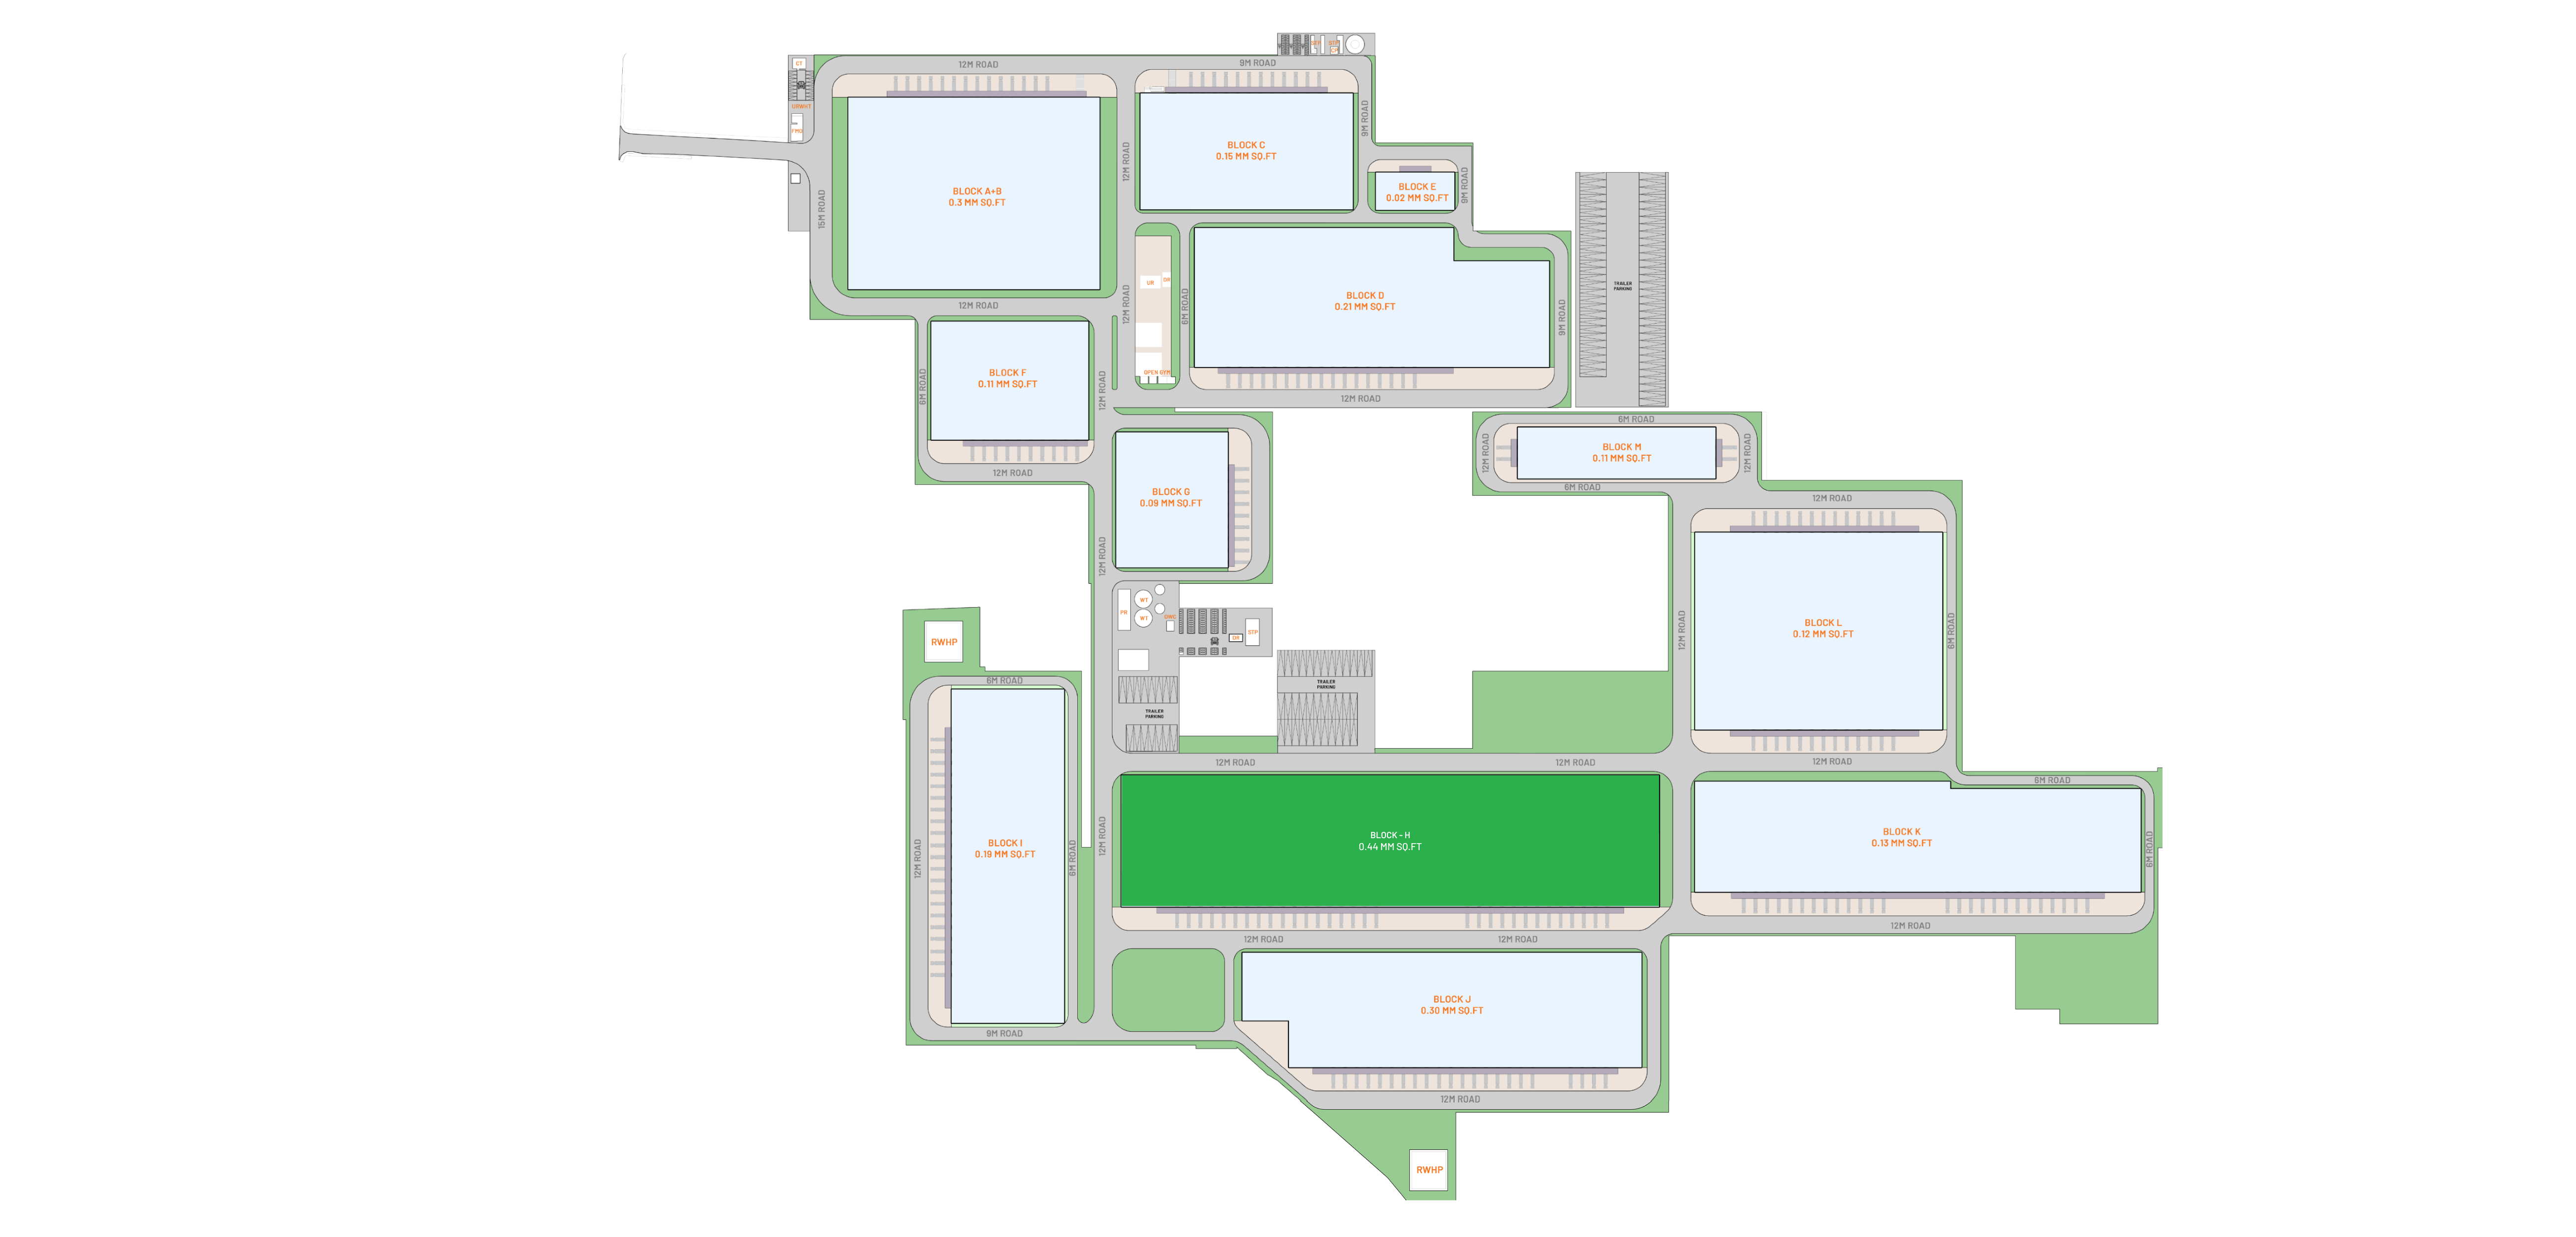 12M ROAD
9M ROAD
CT
URWHT
FMO
15M ROAD
BLOCK A+B
0.3 MM SQ.FT
12M ROAD
BLOCK C
0.15 MM SQ.FT
9M ROAD
BLOCK E
0.02 MM SQ.FT
9M ROAD
12M ROAD
12M ROAD
UR
OPEN GYM
6M ROAD
BLOCK D
0.21 MM SQ.FT
9M ROAD
12M ROAD
TRAILER
PARKING
6M ROAD
BLOCK F
0.11 MM SQ.FT
12M ROAD
12M ROAD
BLOCK G
0.09 MM SQ.FT
12M ROAD
6M ROAD
12M ROAD
BLOCK M
0.11 MM SQ.FT
12M ROAD
6M ROAD
12M ROAD
12M ROAD
BLOCK L
0.12 MM SQ.FT
6M ROAD
12M ROAD
PH
WT
WT
OWC
STP
TRAILER
PARKING
TRAILER
PARKING
RWHP
6M ROAD
12M ROAD
BLOCK I
0.19 MM SQ.FT
6M ROAD
9M ROAD
12M ROAD
12M ROAD
12M ROAD
BLOCK - H
0.44 MM SQ.FT
12M ROAD
12M ROAD
6M ROAD
BLOCK K
0.13 MM SQ.FT
6M ROAD
12M ROAD
BLOCK J
0.30 MM SQ.FT
12M ROAD
RWHP